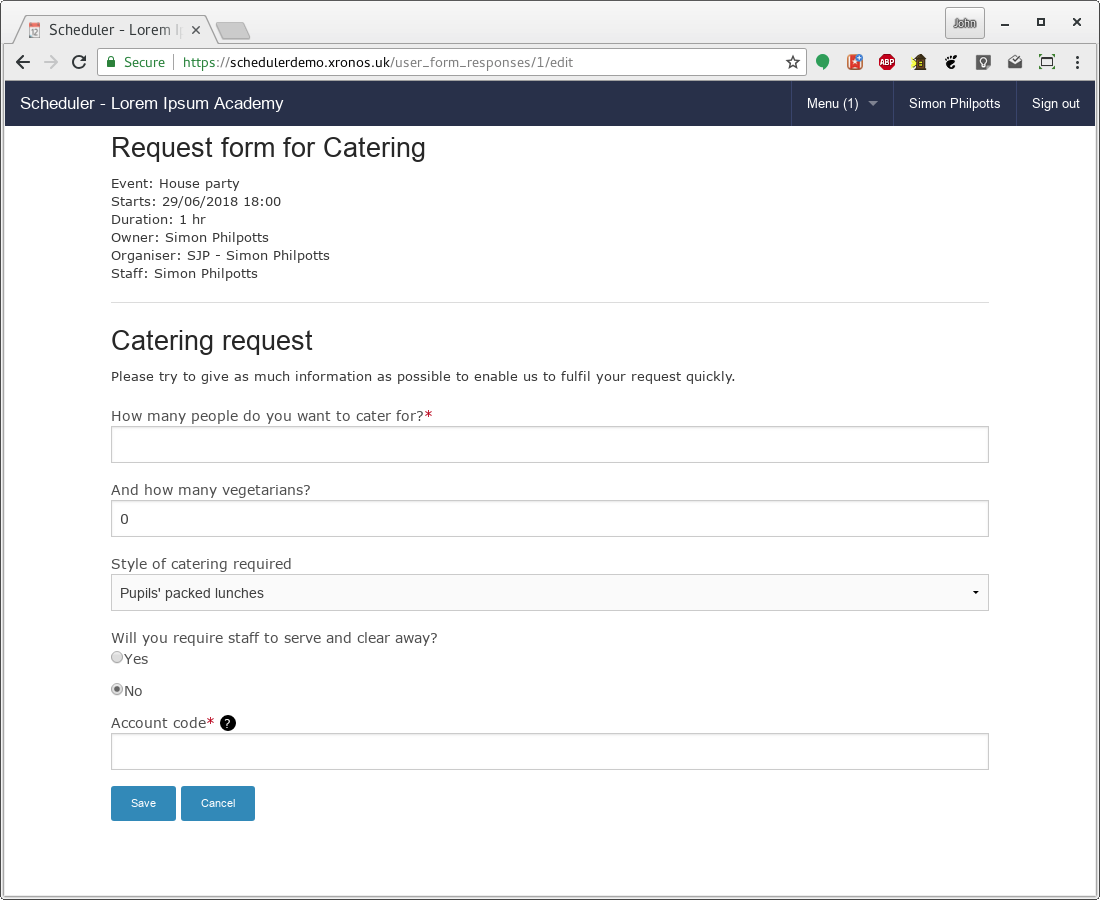 Scheduler - Lorem I
John
Secure https://schedulerdemo.xronos.uk/user_form_responses/1/edit
ABP
Scheduler - Lorem Ipsum Academy Menu (1) Simon Philpotts Sign out
Request form for Catering
Event: House party
Starts: 29/06/2018 18:00
Duration: 1 hr
Owner: Simon Philpotts
Organiser: SJP - Simon Philpotts
Staff: Simon Philpotts
Catering request
Please try to give as much information as possible to enable us to fulfil your request quickly.
How many people do you want to cater for?*
And how many vegetarians?
0
Style of catering required
Pupils' packed lunches
Will you require staff to serve and clear away?
Yes
No
Account code* ?
Save Cancel